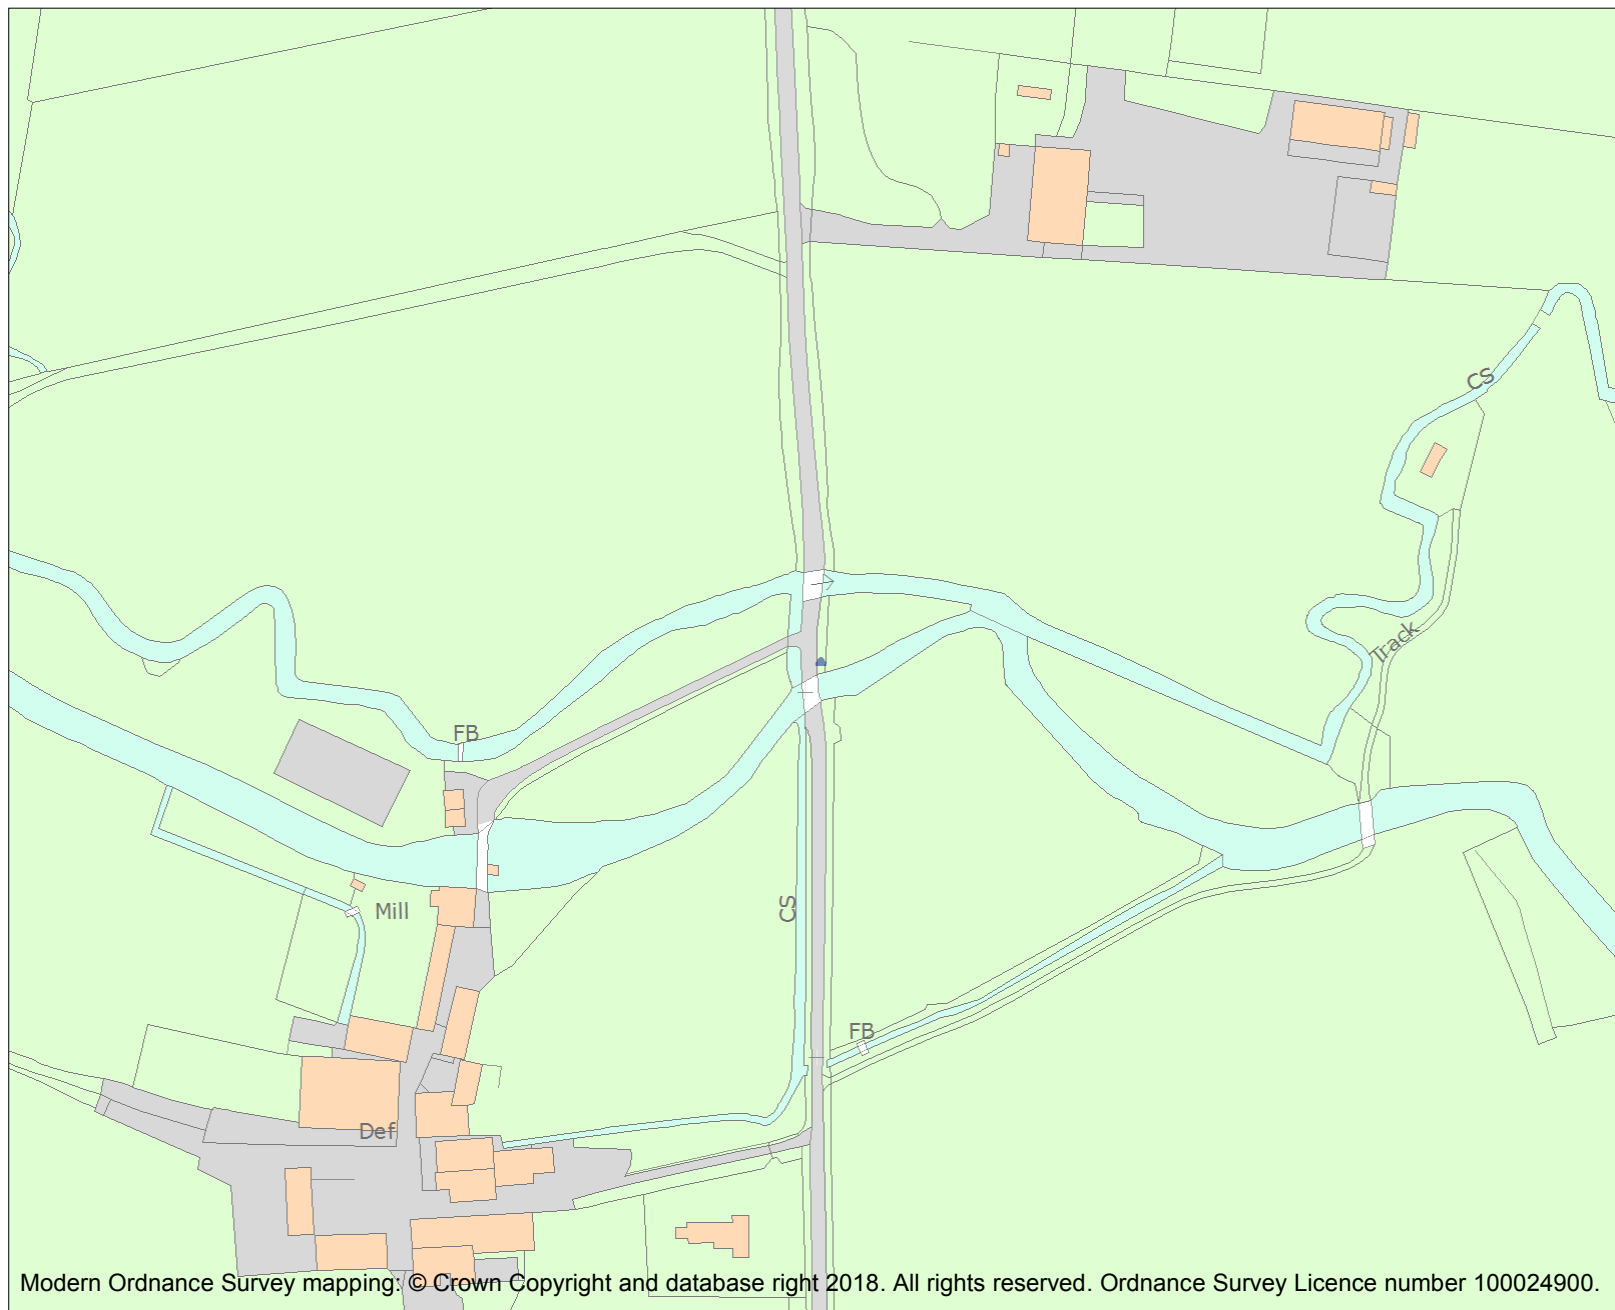 CS
Track
FB
Mill
CS
FB
Def
Modern Ordnance Survey mapping: © Crown Copyright and database right 2018. All rights reserved. Ordnance Survey Licence number 100024900.